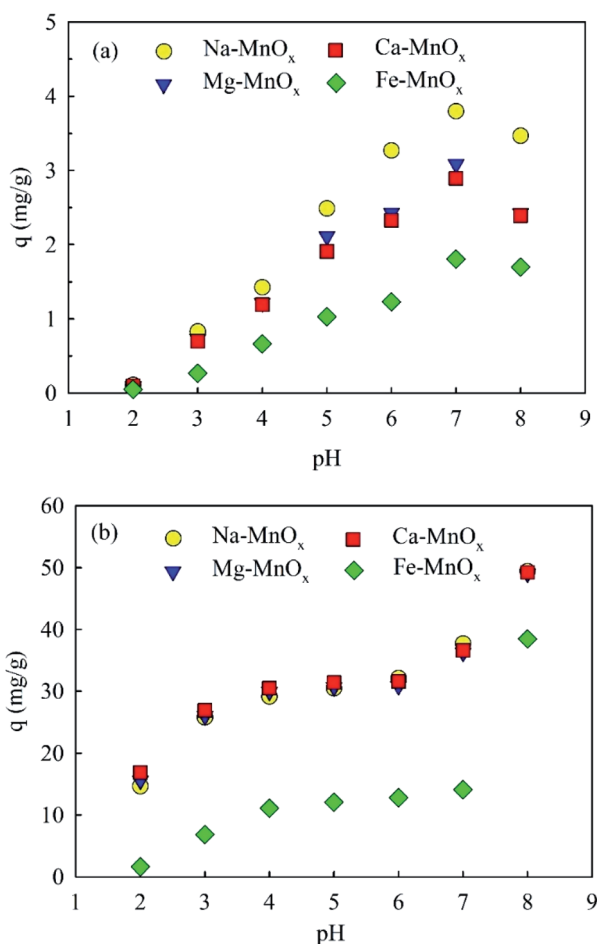 5
(a) Na-MnOx Ca-MnOx
Mg-MnOx Fe-MnOx
4
3
2
1
0
q (mg/g)
1 2 3 4 5 6 7 8 9
pH
60
(b) Na-MnOx Ca-MnOx
Mg-MnOx Fe-MnOx
50
40
30
20
10
0
q (mg/g)
1 2 3 4 5 6 7 8 9
pH